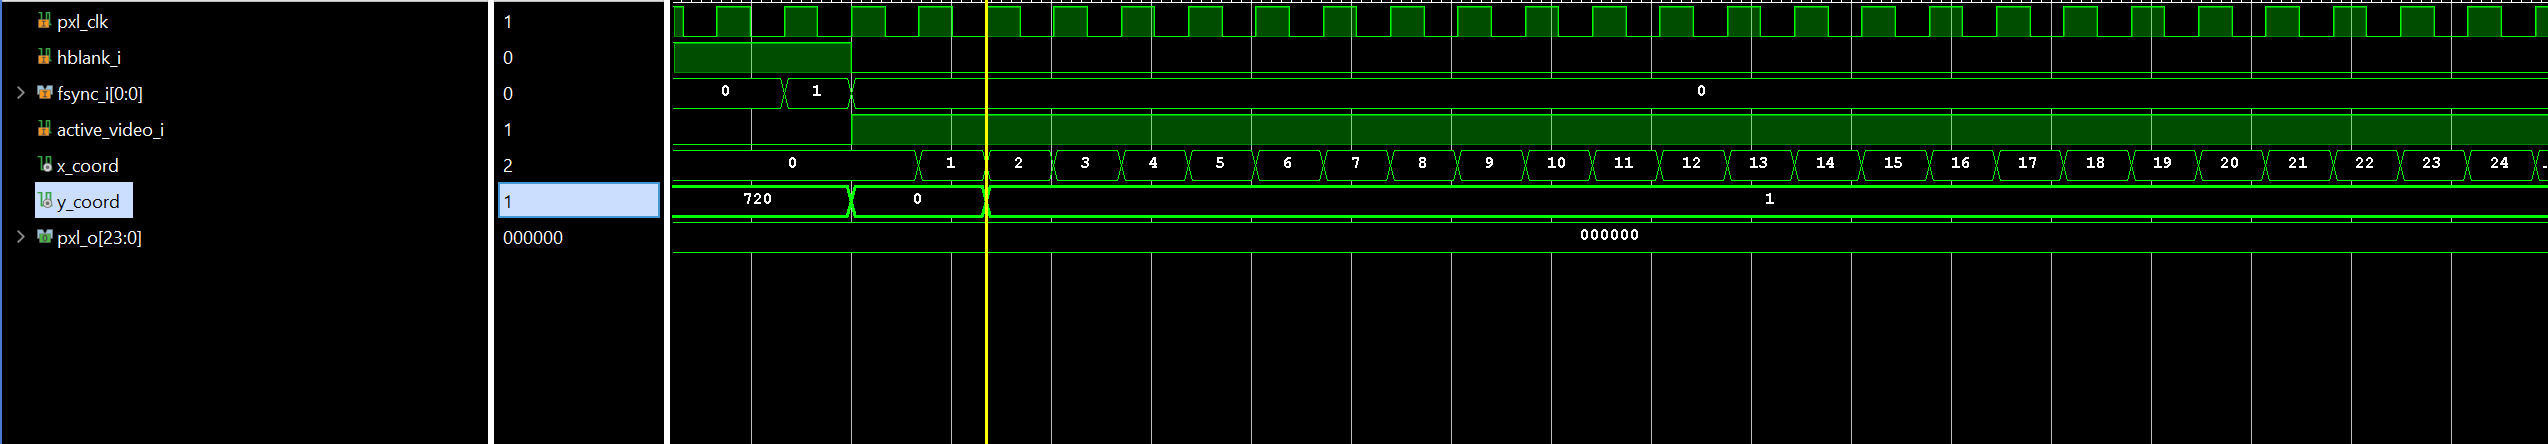 pxl_clk 1
hblank_i 0
fsync_i[0:0] 0 0 1 0
active_video_i 1
x_coord 2 0 1 2 3 4 5 6 7 8 9 10 11 12 13 14 15 16 17 18 19 20 21 22 23 24
y_coord 1 720 0 1
pxl_o[23:0] 000000 000000